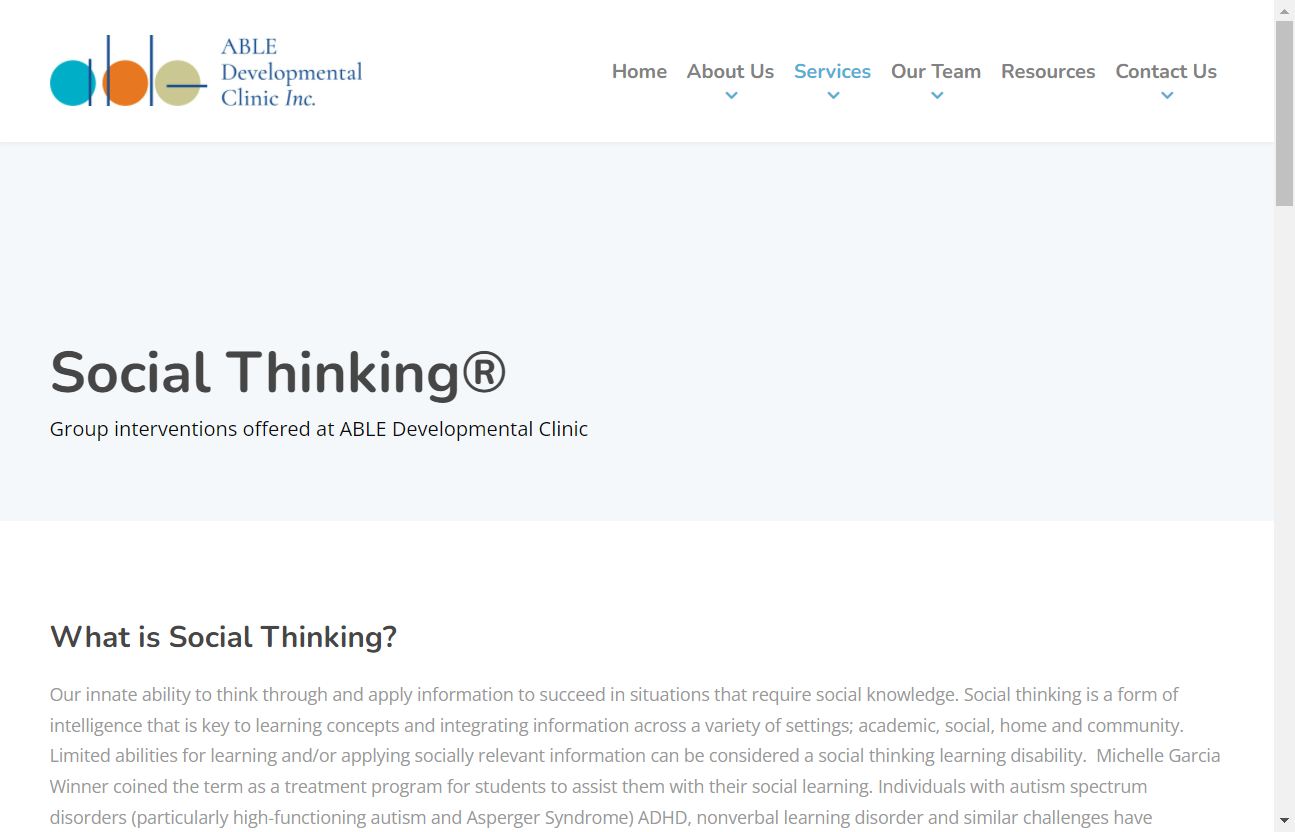 able
ABLE
Developmental
Clinic Inc.
Home About Us Services Our Team Resources Contact Us
Social Thinking®
Group interventions offered at ABLE Developmental Clinic
What is Social Thinking?
Our innate ability to think through and apply information to succeed in situations that require social knowledge. Social thinking is a form of
intelligence that is key to learning concepts and integrating information across a variety of settings; academic, social, home and community.
Limited abilities for learning and/or applying socially relevant information can be considered a social thinking learning disability.  Michelle Garcia
Winner coined the term as a treatment program for students to assist them with their social learning. Individuals with autism spectrum
disorders (particularly high-functioning autism and Asperger Syndrome) ADHD, nonverbal learning disorder and similar challenges have